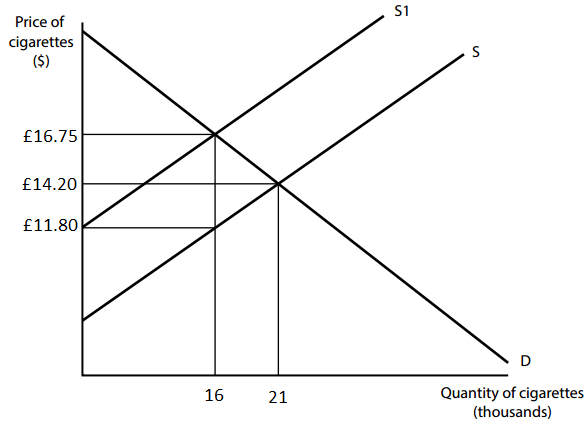 Price of
cigarettes
($)
S1
S
£16.75
£14.20
£11.80
D
16
21
Quantity of cigarettes
(thousands)